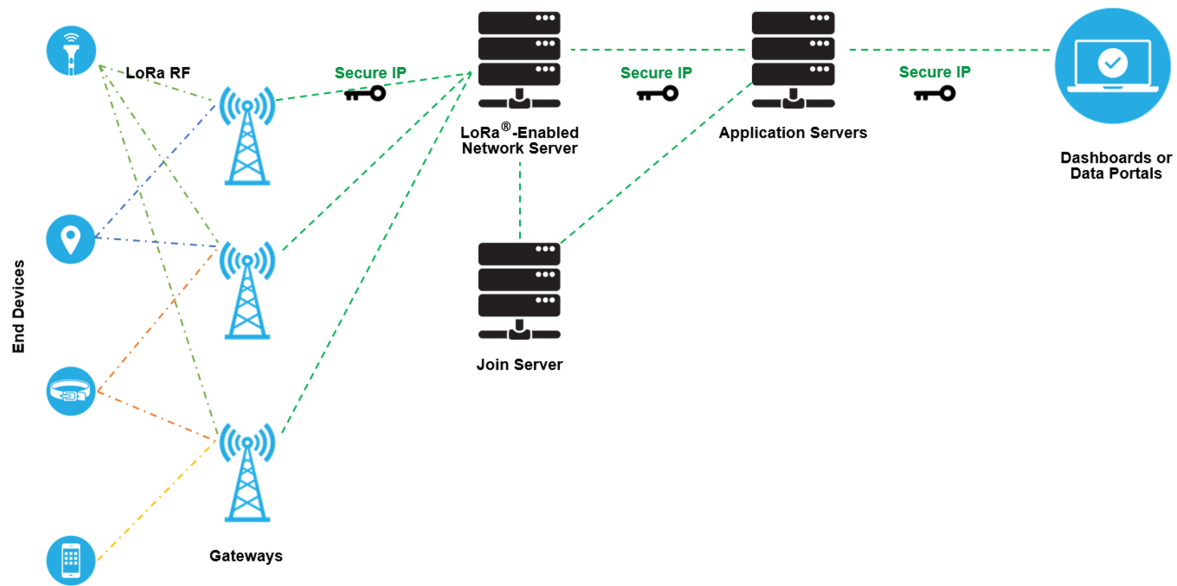 LoRa RF
Secure IP
Secure IP
Secure IP
LoRa®-Enabled
Network Server
Application Servers
Dashboards or
Data Portals
End Devices
Join Server
Gateways